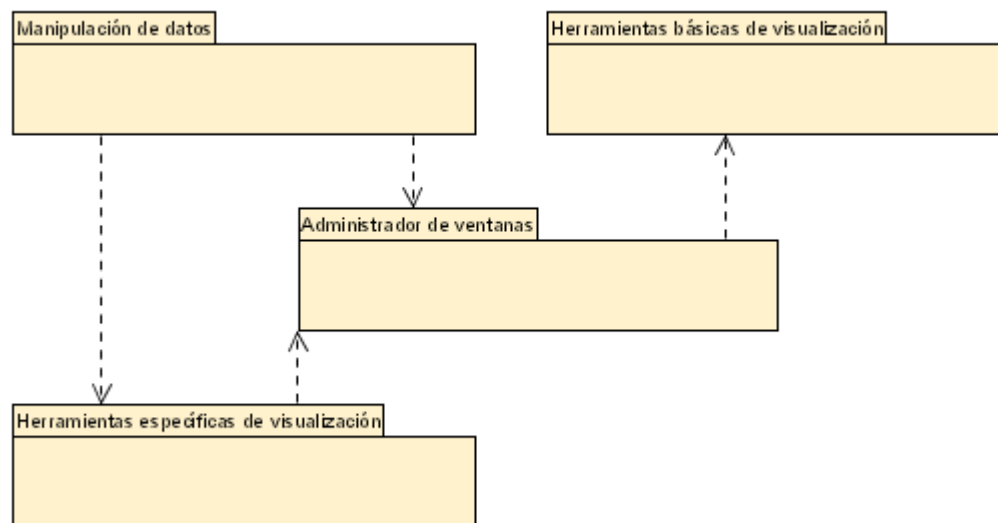 Manipulación de datos
Herramientas básicas de visualización
Administrador de ventanas
Herramientas específicas de visualización